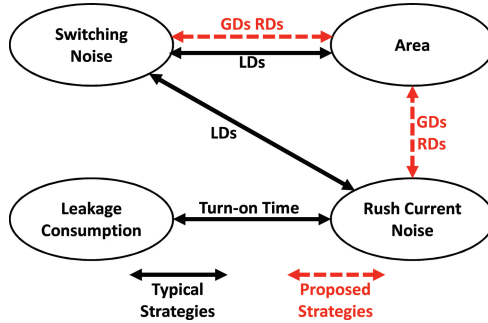 Switching
Noise
GDs RDs
LDs
Area
LDs
GDs
RDs
Leakage
Consumption
Turn-on Time
Rush Current
Noise
Typical
Strategies
Proposed
Strategies